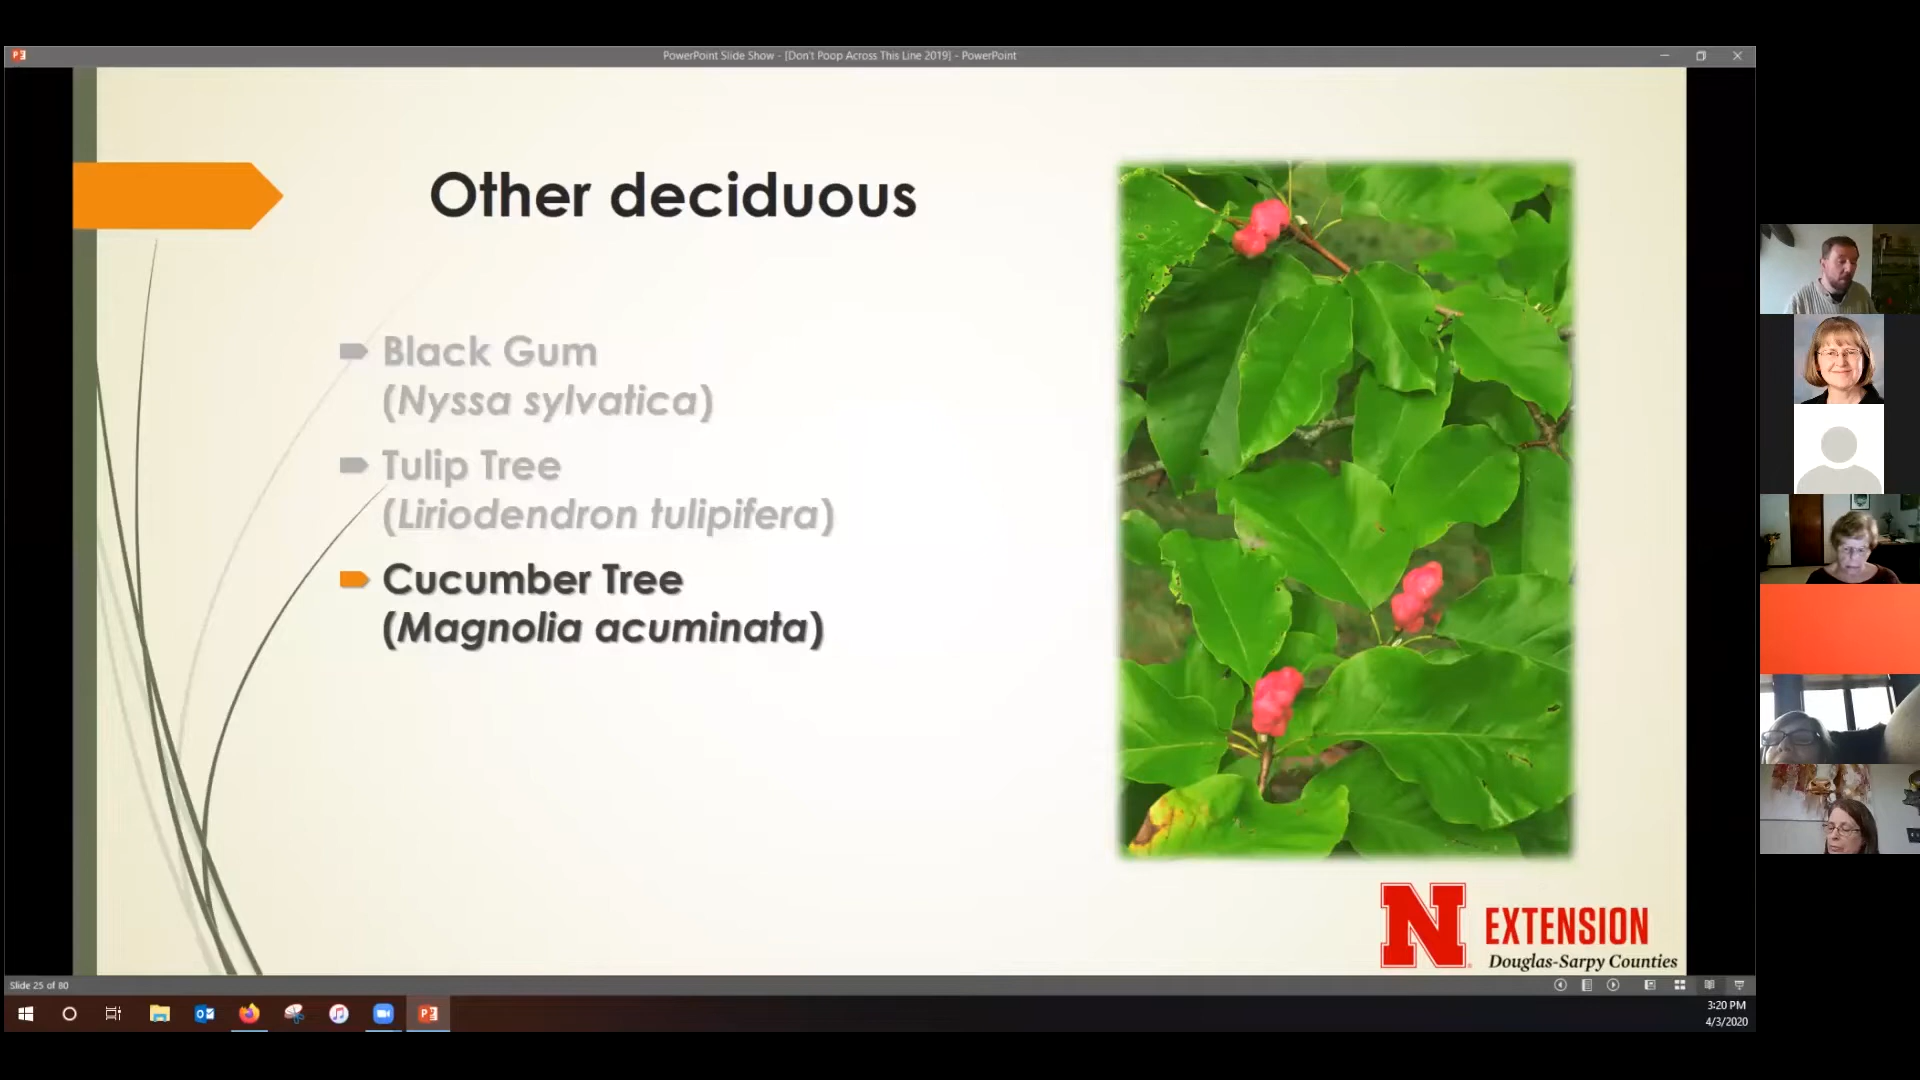 PowerPoint Slide Show - [Don't Poop Across This Line 2019] - PowerPoint
Other deciduous
Black Gum
(Nyssa sylvatica)
Tulip Tree
(Liriodendron tulipifera)
Cucumber Tree
(Magnolia acuminata)
N EXTENSION
Douglas-Sarpy Counties
Slide 25 of 80
3:20 PM
4/3/2020